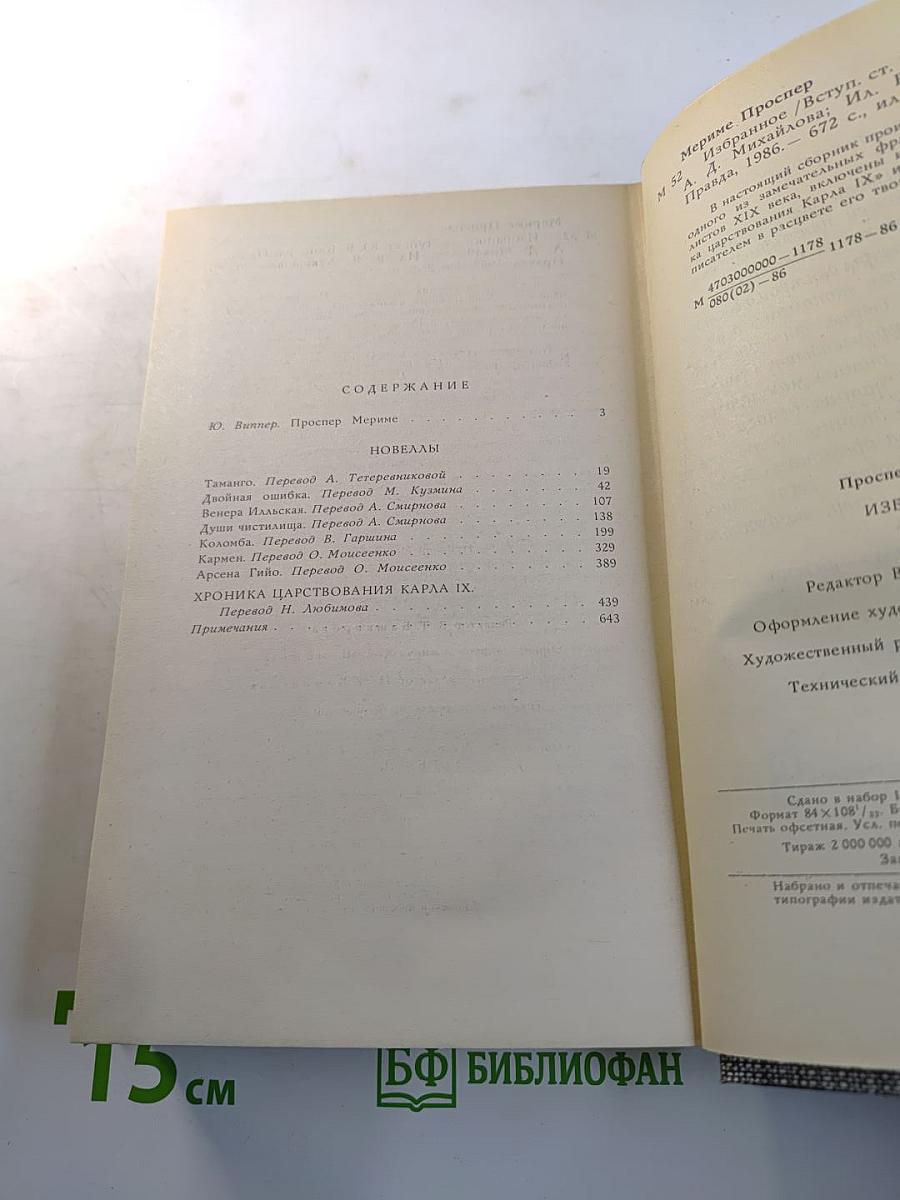 СОДЕРЖАНИЕ
Ю. Виппер. Проспер Мериме . . . . . . . . . . . 3
НОВЕЛЛЫ
Таманго. Перевод А. Тетеревниковой . . . . . . . . 19
Двойная ошибка. Перевод М. Кузмина . . . . . . . 42
Венера Илльская. Перевод А. Смирнова . . . . . . . . 107
Души чистилища. Перевод А. Смирнова . . . . . . . . 138
Коломба. Перевод В. Гаршина . . . . . . . . . . 199
Кармен. Перевод О. Моисеенко . . . . . . . . . . 329
Арсена Гийо. Перевод О. Моисеенко . . . . . . . . 389
ХРОНИКА ЦАРСТВОВАНИЯ КАРЛА IX.
Перевод Н. Любимова . . . . . . . . . . . . . 439
Примечания . . . . . . . . . . . . . . . . . . 643
Мериме Проспер
М 52 Избранное / Вступ. ст.
А. Д. Михайлова; Ил.
Правда, 1986. — 672 с., ил
В настоящий сборник прои
одного из замечательных фра
листов XIX века, включены
ка царствования Карла IX» и
писателем в расцвете его тво
М 4703000000—1178
080(02)—86 1178—86
Проспе
ИЗБ
Редактор В
Оформление худо
Художественный р
Технический
Сдано в набор 1
Формат 84×108¹/₃₂. Б
Печать офсетная. Усл. пе
Тираж 2 000 000
Зак
Набрано и отпеча
типографии издат
15 см
БФ БИБЛИОФАН